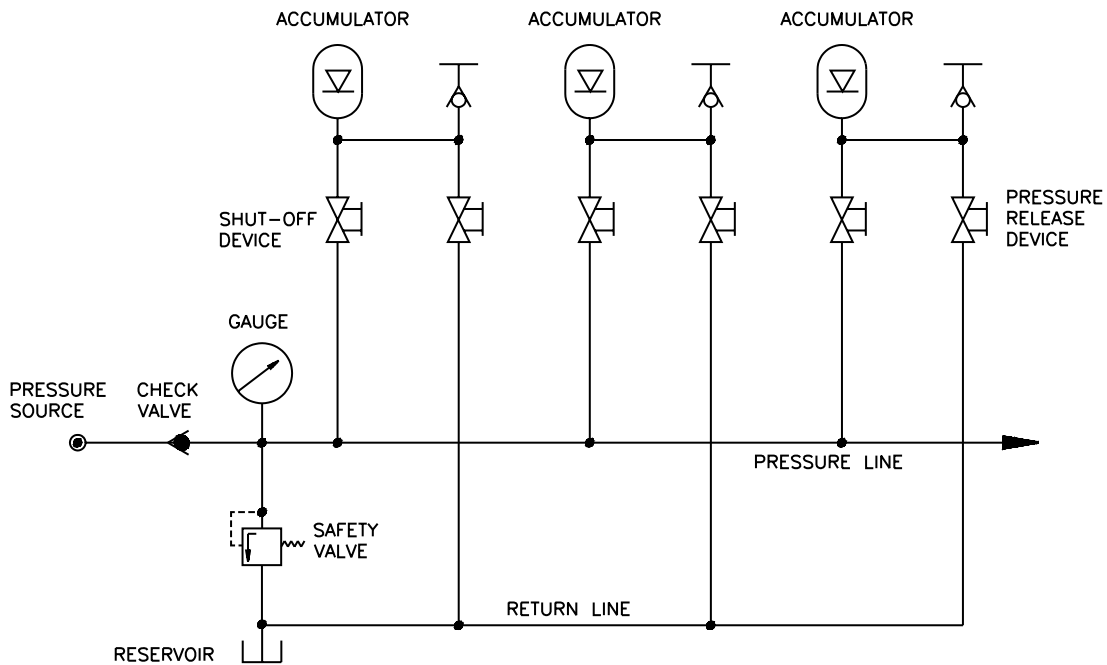 ACCUMULATOR
ACCUMULATOR
ACCUMULATOR
SHUT-OFF
DEVICE
PRESSURE
RELEASE
DEVICE
GAUGE
PRESSURE
SOURCE
CHECK
VALVE
PRESSURE LINE
SAFETY
VALVE
RETURN LINE
RESERVOIR